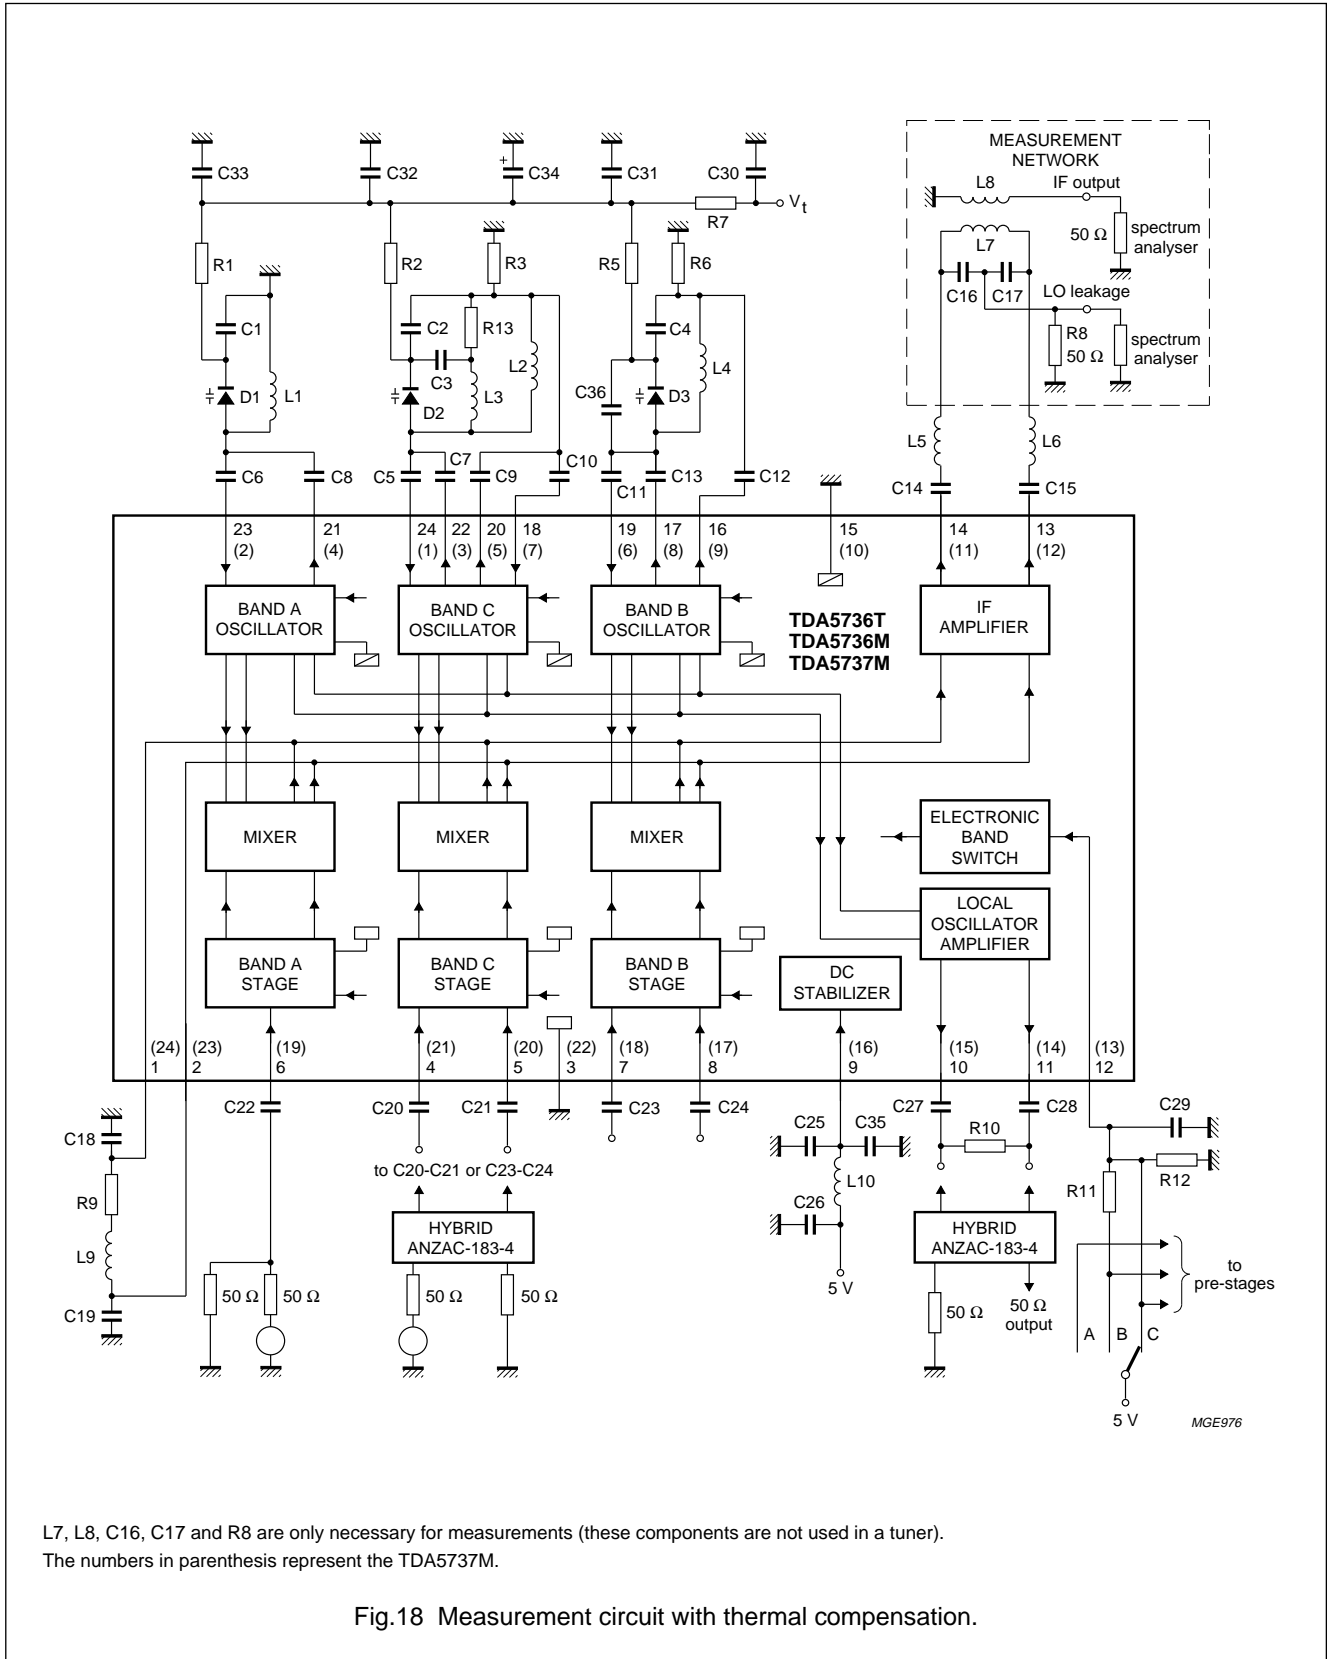 MEASUREMENT
NETWORK
C33
C32
+
C34
C31
C30
L8
IF output
Vt
R7
50 Ω
spectrum
analyser
L7
R1
R2
R3
R5
R6
C16
C17
LO leakage
C1
C2
R13
C4
R8
50 Ω
spectrum
analyser
L2
L4
C3
D1
L1
D2
L3
C36
D3
L5
L6
C6
C8
C5
C7
C9
C10
C11
C13
C12
C14
C15
23
(2)
21
(4)
24
(1)
22
(3)
20
(5)
18
(7)
19
(6)
17
(8)
16
(9)
15
(10)
14
(11)
13
(12)
BAND A
OSCILLATOR
BAND C
OSCILLATOR
BAND B
OSCILLATOR
TDA5736T
TDA5736M
TDA5737M
IF
AMPLIFIER
MIXER
MIXER
MIXER
ELECTRONIC
BAND
SWITCH
LOCAL
OSCILLATOR
AMPLIFIER
BAND A
STAGE
BAND C
STAGE
BAND B
STAGE
DC
STABILIZER
(24)
1
(23)
2
(19)
6
(21)
4
(20)
5
(22)
3
(18)
7
(17)
8
(16)
9
(15)
10
(14)
11
(13)
12
C22
C20
C21
C23
C24
C27
C28
C29
C18
C25
C35
R10
R12
to C20-C21 or C23-C24
R9
L10
R11
C26
HYBRID
ANZAC-183-4
HYBRID
ANZAC-183-4
L9
to
pre-stages
5 V
C19
50 Ω
50 Ω
50 Ω
50 Ω
50 Ω
50 Ω
output
A
B
C
5 V
MGE976
L7, L8, C16, C17 and R8 are only necessary for measurements (these components are not used in a tuner).
The numbers in parenthesis represent the TDA5737M.
Fig.18 Measurement circuit with thermal compensation.